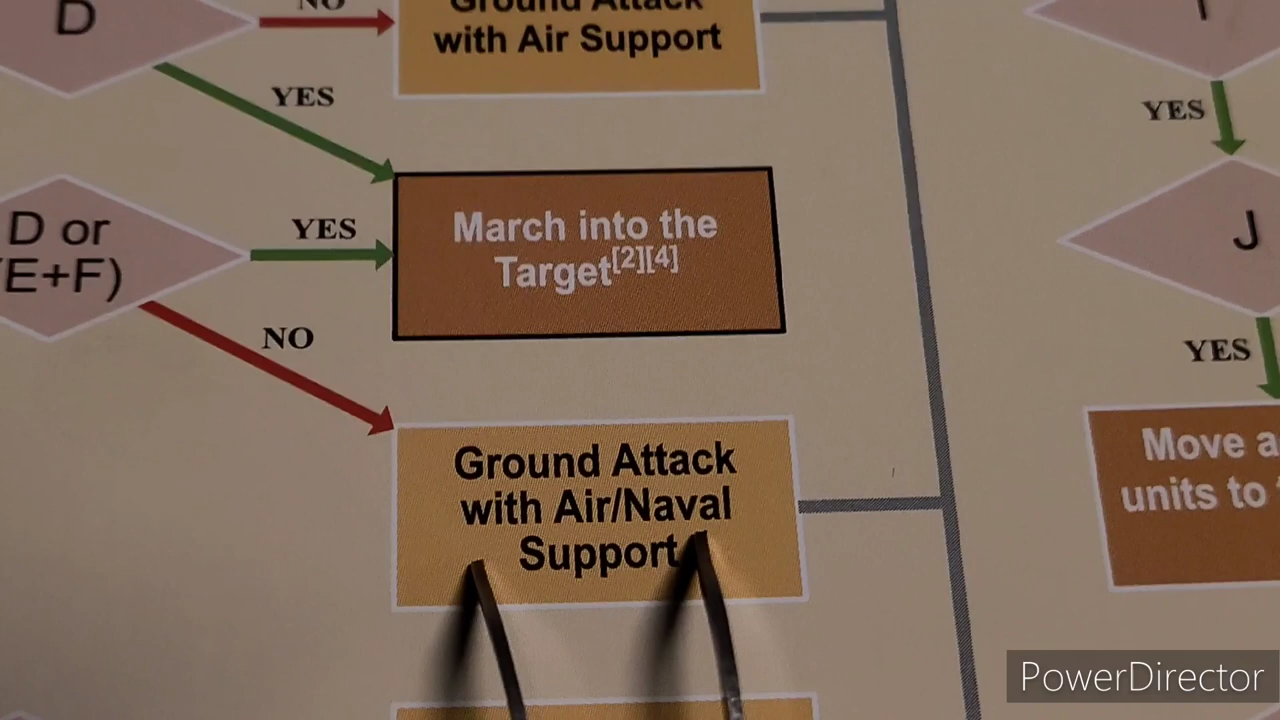 D
NO
Ground Attack
with Air Support
YES
D or
(E+F)
YES
March into the
Target[2][4]
NO
Ground Attack
with Air/Naval
Support
YES
J
YES
Move a
units to
PowerDirector